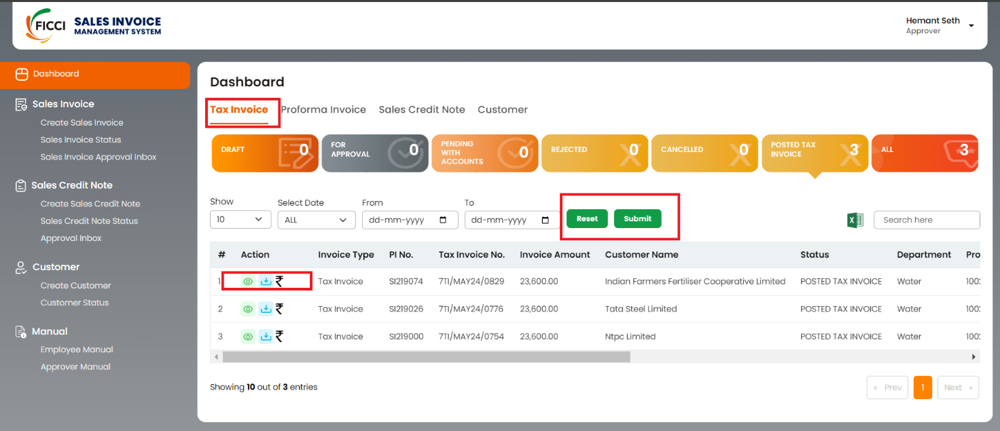 FICCI
SALES INVOICE
MANAGEMENT SYSTEM
Hemant Seth
Approver
Dashboard
Sales Invoice
Create Sales Invoice
Sales Invoice Status
Sales Invoice Approval Inbox
Sales Credit Note
Create Sales Credit Note
Sales Credit Note Status
Approval Inbox
Customer
Create Customer
Customer Status
Manual
Employee Manual
Approver Manual
Dashboard
Tax Invoice Proforma Invoice Sales Credit Note Customer
DRAFT 0
FOR
APPROVAL 0
PENDING
WITH
ACCOUNTS 0
REJECTED 0
CANCELLED 0
POSTED TAX
INVOICE 3
ALL 3
Show
10
Select Date
ALL
From
dd-mm-yyyy
To
dd-mm-yyyy
Reset Submit
Search here
# Action Invoice Type PI No. Tax Invoice No. Invoice Amount Customer Name Status Department Pro
1 ₹ Tax Invoice SI219074 7TI/MAY24/0829 23,600.00 Indian Farmers Fertiliser Cooperative Limited POSTED TAX INVOICE Water 1002
2 ₹ Tax Invoice SI219026 7TI/MAY24/0776 23,600.00 Tata Steel Limited POSTED TAX INVOICE Water 1002
3 ₹ Tax Invoice SI219000 7TI/MAY24/0754 23,600.00 Ntpc Limited POSTED TAX INVOICE Water 1002
Showing 10 out of 3 entries
« Prev 1 Next »